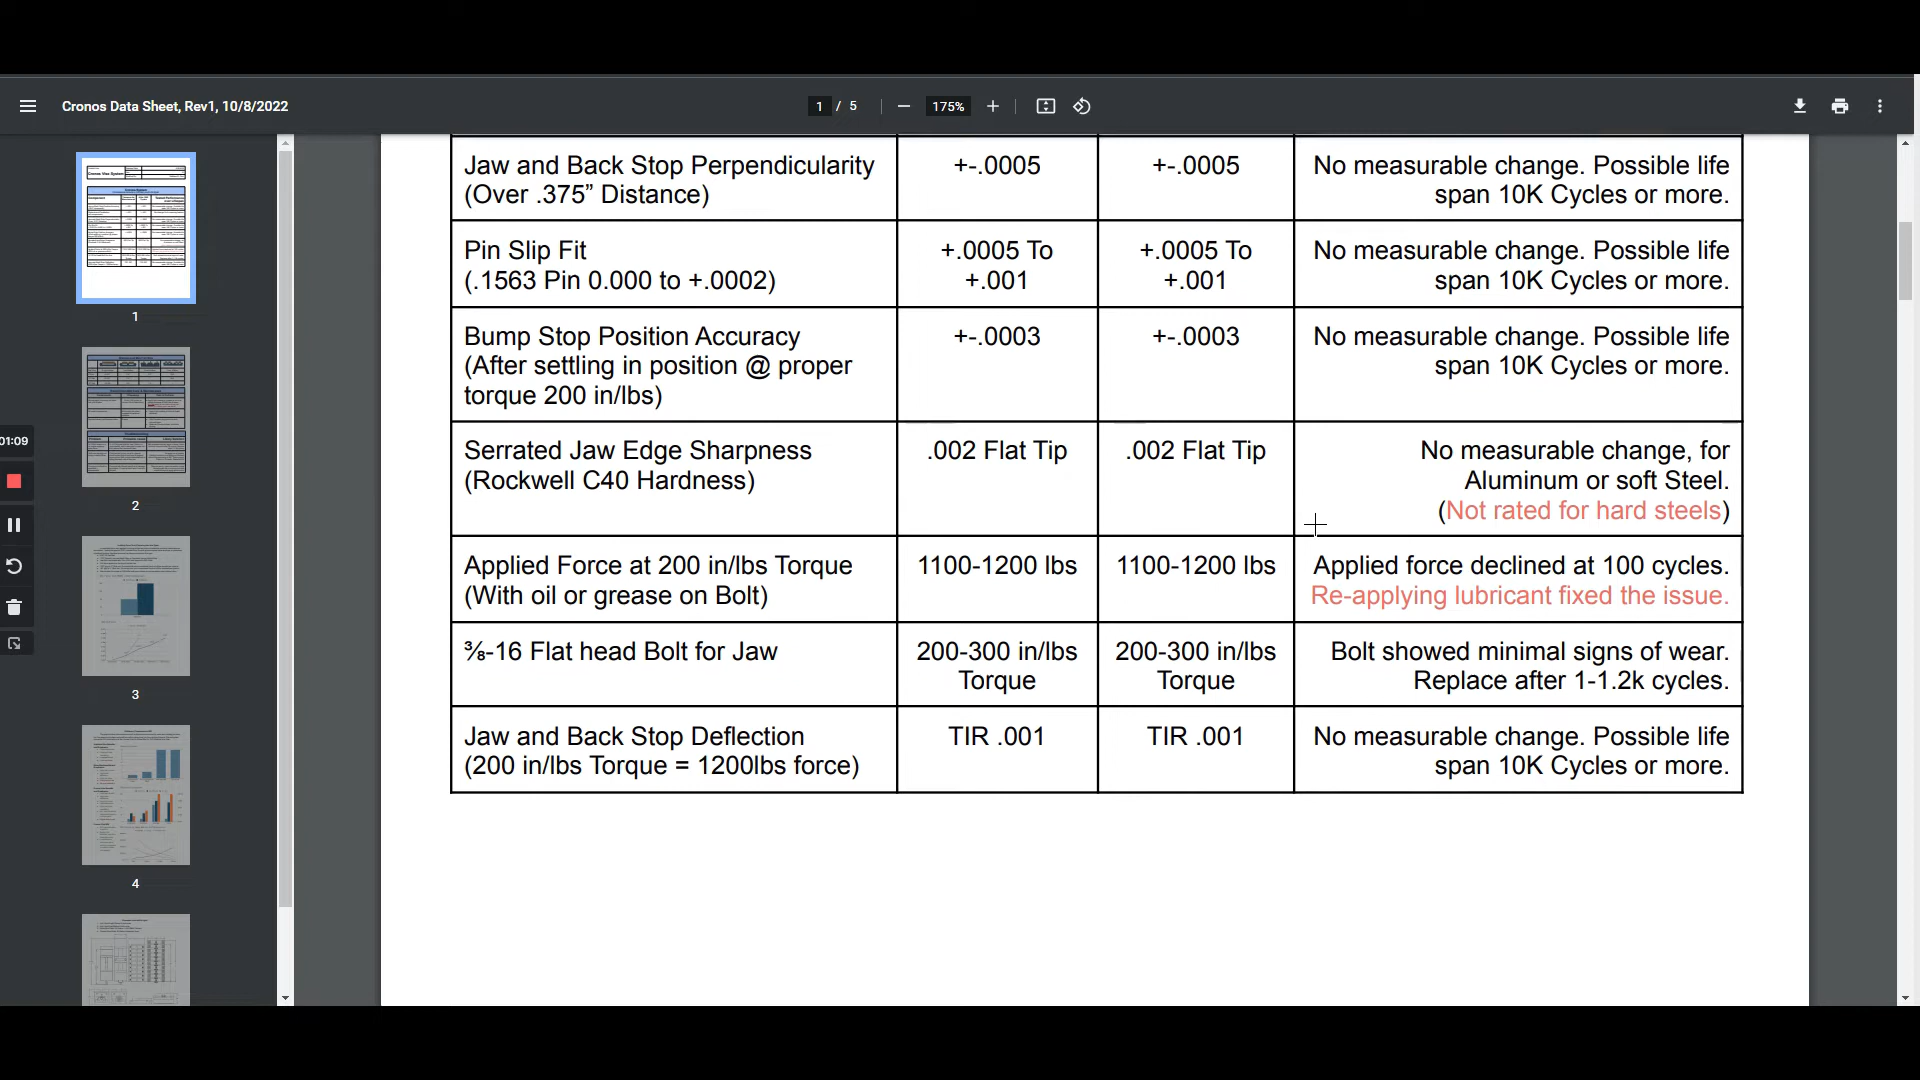 Cronos Data Sheet, Rev1, 10/8/2022
1 / 5
175%
Jaw and Back Stop Perpendicularity
(Over .375” Distance)
+-.0005
+-.0005
No measurable change. Possible life
span 10K Cycles or more.
Pin Slip Fit
(.1563 Pin 0.000 to +.0002)
+.0005 To
+.001
+.0005 To
+.001
No measurable change. Possible life
span 10K Cycles or more.
Bump Stop Position Accuracy
(After settling in position @ proper
torque 200 in/lbs)
+-.0003
+-.0003
No measurable change. Possible life
span 10K Cycles or more.
Serrated Jaw Edge Sharpness
(Rockwell C40 Hardness)
.002 Flat Tip
.002 Flat Tip
No measurable change, for
Aluminum or soft Steel.
(Not rated for hard steels)
Applied Force at 200 in/lbs Torque
(With oil or grease on Bolt)
1100-1200 lbs
1100-1200 lbs
Applied force declined at 100 cycles.
Re-applying lubricant fixed the issue.
⅜-16 Flat head Bolt for Jaw
200-300 in/lbs
Torque
200-300 in/lbs
Torque
Bolt showed minimal signs of wear.
Replace after 1-1.2k cycles.
Jaw and Back Stop Deflection
(200 in/lbs Torque = 1200lbs force)
TIR .001
TIR .001
No measurable change. Possible life
span 10K Cycles or more.
1
2
3
4
01:09